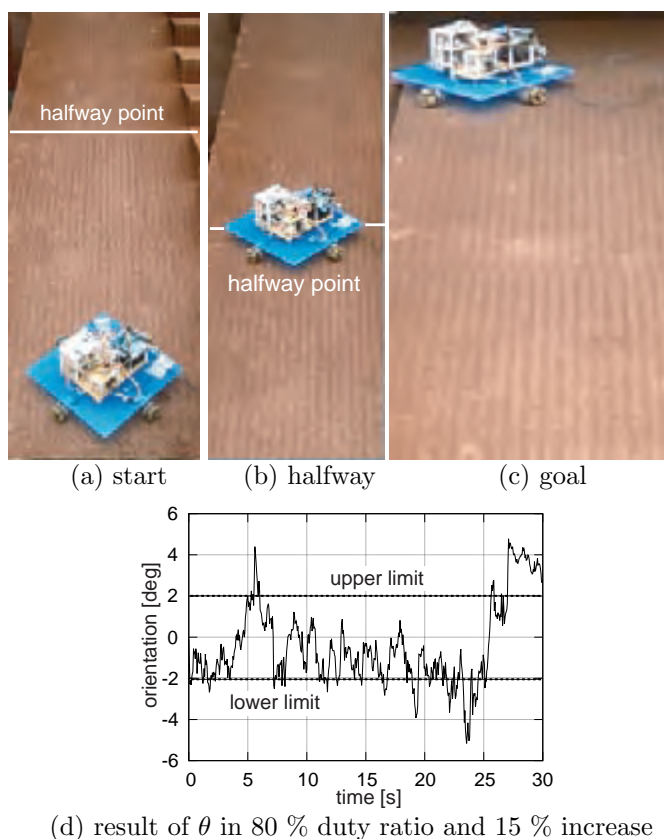 halfway point
halfway point
(a) start
(b) halfway
(c) goal
6
4
2
0
-2
-4
-6
orientation [deg]
upper limit
lower limit
0
5
10
15
20
25
30
time [s]
(d) result of θ in 80 % duty ratio and 15 % increase